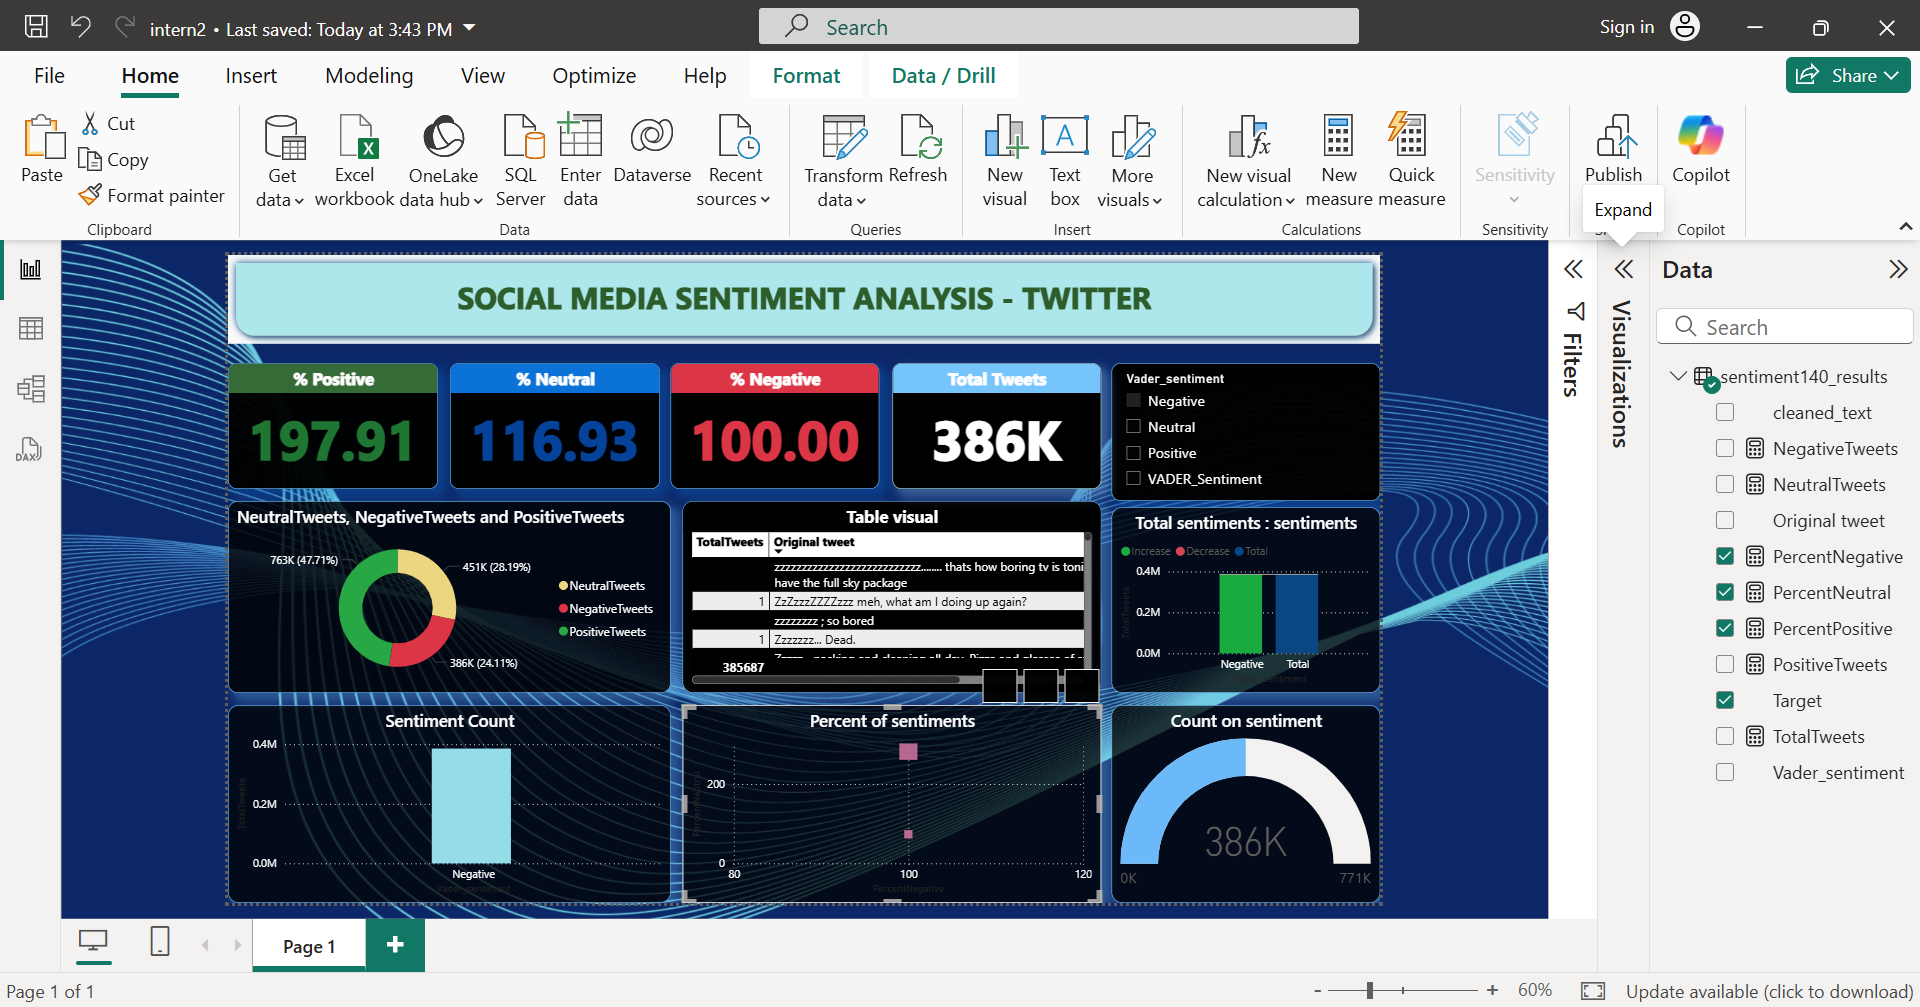 intern2 • Last saved: Today at 3:43 PM
Search
Sign in
File Home Insert Modeling View Optimize Help Format Data / Drill
Share
Paste
Cut
Copy
Format painter
Clipboard
Get data
Excel workbook
OneLake data hub
SQL Server
Enter data
Dataverse
Recent sources
Data
Transform data
Refresh
Queries
New visual
Text box
More visuals
Insert
New visual calculation
New measure
Quick measure
Calculations
Sensitivity
Sensitivity
Publish
Expand
Copilot
Copilot
SOCIAL MEDIA SENTIMENT ANALYSIS - TWITTER
% Positive
197.91
% Neutral
116.93
% Negative
100.00
Total Tweets
386K
Vader_sentiment
Negative
Neutral
Positive
VADER_Sentiment
NeutralTweets, NegativeTweets and PositiveTweets
763K (47.71%)
451K (28.19%)
386K (24.11%)
NeutralTweets
NegativeTweets
PositiveTweets
Table visual
TotalTweets Original tweet
thats how boring tv is toni
have the full sky package
1 ZzZzzzZZZZzzz meh, what am I doing up again?
zzzzzzzz ; so bored
1 Zzzzzzz... Dead.
385687
Total sentiments : sentiments
Increase Decrease Total
0.4M
0.2M
0.0M
TotalTweets
Negative Total
Sentiment Count
0.4M
0.2M
0.0M
TotalTweets
Negative
Vader_sentiment
Percent of sentiments
200
0
80 100 120
PercentNegative
Count on sentiment
386K
0K 771K
Filters
Visualizations
Data
Search
sentiment140_results
cleaned_text
NegativeTweets
NeutralTweets
Original tweet
PercentNegative
PercentNeutral
PercentPositive
PositiveTweets
Target
TotalTweets
Vader_sentiment
DAX
Page 1
+
Page 1 of 1
- + 60%
Update available (click to download)